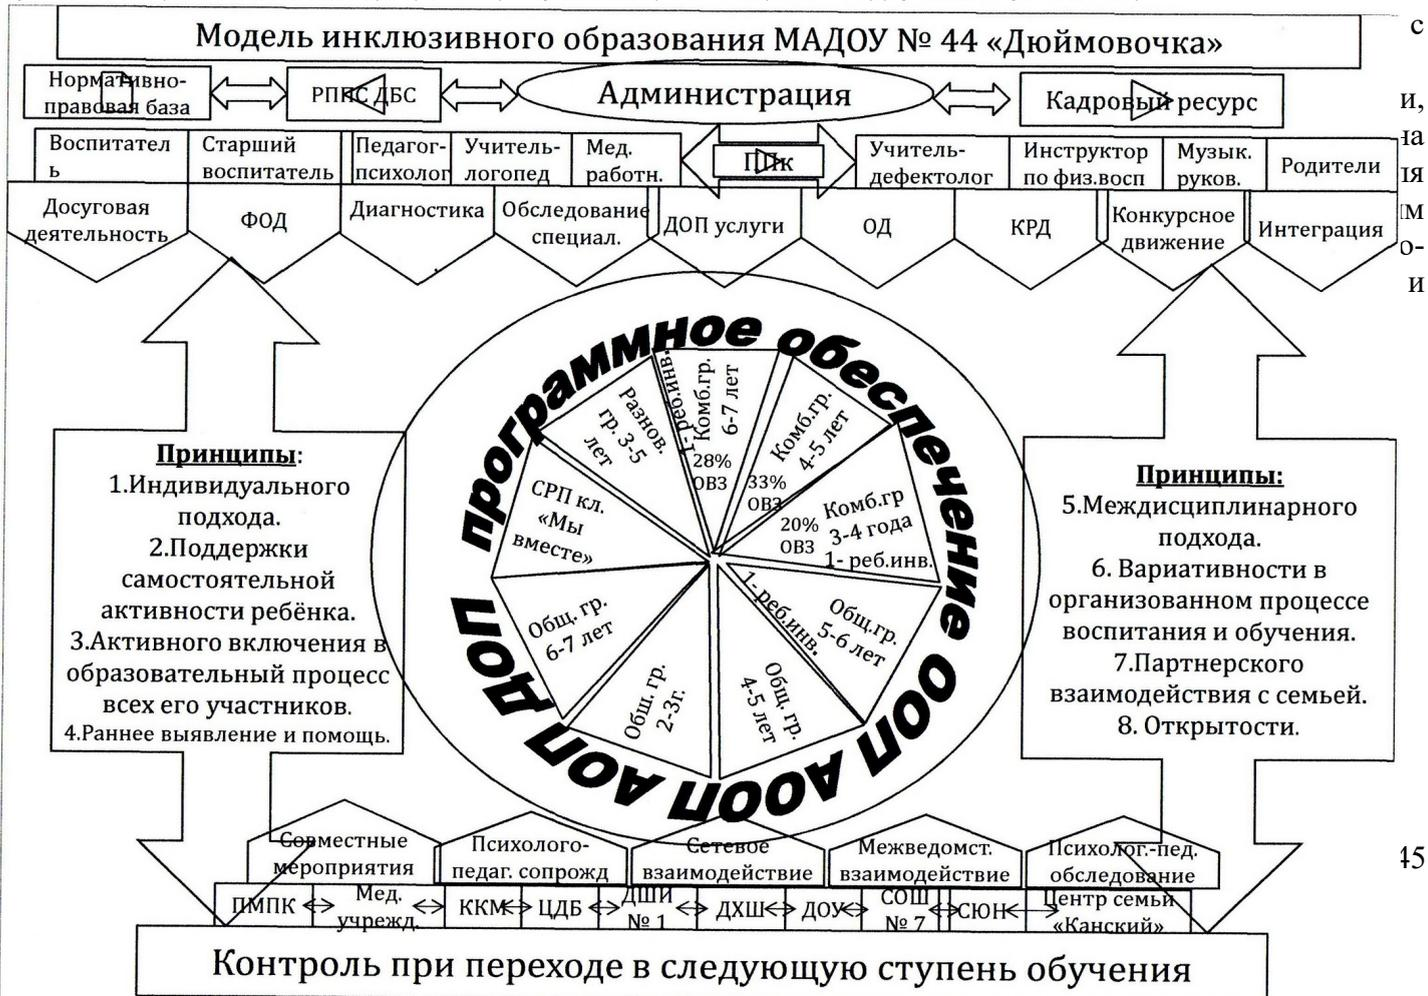 Модель инклюзивного образования МАДОУ № 44 «Дюймовочка»
Нормативно-
правовая база
РППС ДБС
Администрация
Кадровый ресурс
Воспитател
ь
Старший
воспитатель
Педагог-
психолог
Учитель-
логопед
Мед.
работн.
ППк
Учитель-
дефектолог
Инструктор
по физ.восп
Музык.
руков.
Родители
Досуговая
деятельность
ФОД
Диагностика
Обследование
специал.
ДОП услуги
ОД
КРД
Конкурсное
движение
Интеграция
программное обеспечение ООП АООП АОП ДОП
Разнов.
гр. 3-5
лет
1- реб.инв.
Комб.гр.
6-7 лет
28%
ОВЗ
Комб.гр.
4-5 лет
33%
ОВЗ
Комб.гр
3-4 года
1- реб.инв.
20%
ОВЗ
Общ.гр.
5-6 лет
1- реб.инв.
Общ. гр.
4-5 лет
Общ. гр.
2-3г.
Общ. гр.
6-7 лет
СРП кл.
«Мы
вместе»
Принципы:
1.Индивидуального
подхода.
2.Поддержки
самостоятельной
активности ребёнка.
3.Активного включения в
образовательный процесс
всех его участников.
4.Раннее выявление и помощь.
Принципы:
5.Междисциплинарного
подхода.
6. Вариативности в
организованном процессе
воспитания и обучения.
7.Партнерского
взаимодействия с семьей.
8. Открытости.
Совместные
мероприятия
Психолого-
педаг. сопрожд
Сетевое
взаимодействие
Межведомст.
взаимодействие
Психолог.-пед.
обследование
ПМПК
Мед.
учрежд.
ККМ
ЦДБ
ДШИ
№ 1
ДХШ
ДОУ
СОШ
№ 7
СЮН
Центр семьи
«Канский»
Контроль при переходе в следующую ступень обучения
с
и,
на
ия
о-
и
45